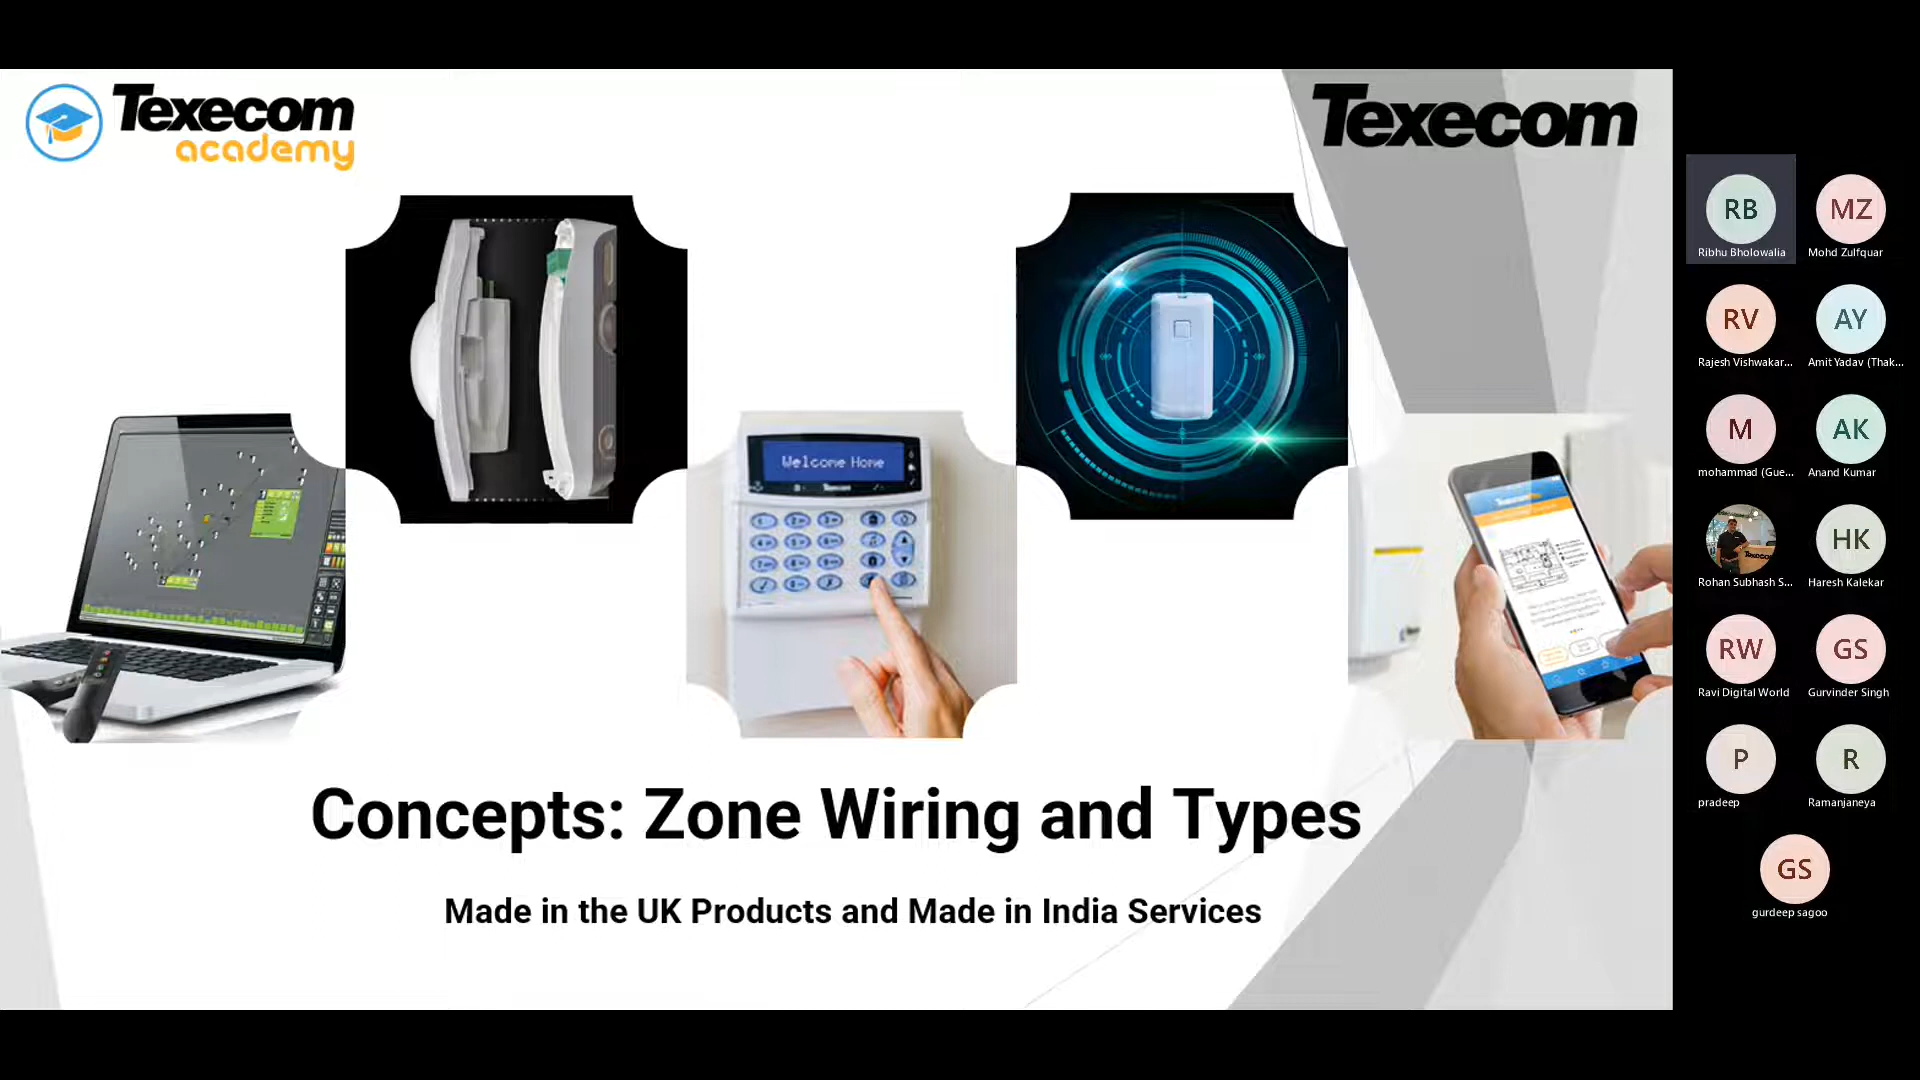 Texecom
academy
Texecom
Welcome Home
Texecom
Concepts: Zone Wiring and Types
Made in the UK Products and Made in India Services
RB
Ribhu Bholowalia
MZ
Mohd Zulfquar
RV
Rajesh Vishwakar...
AY
Amit Yadav (Thak...
M
mohammad (Gue...
AK
Anand Kumar
Rohan Subhash S...
HK
Haresh Kalekar
RW
Ravi Digital World
GS
Gurvinder Singh
P
pradeep
R
Ramanjaneya
GS
gurdeep sagoo